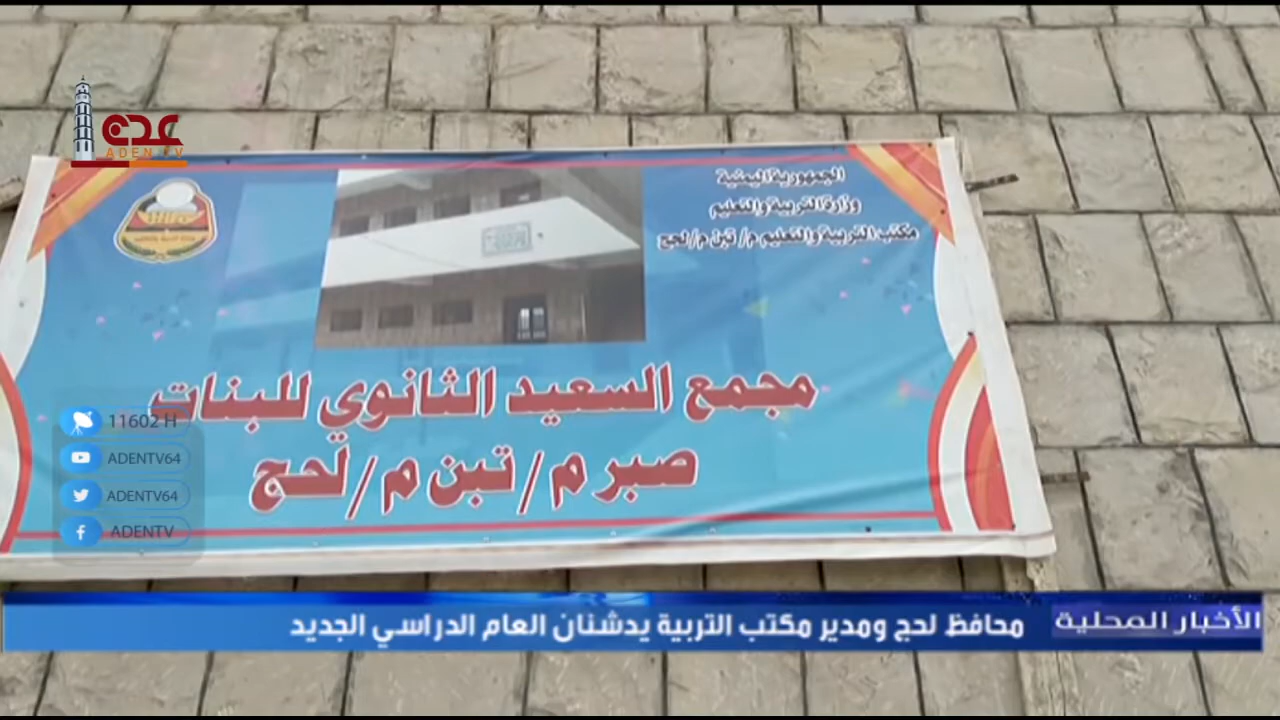 عدن
ADEN TV
الجمهورية اليمنية
وزارة التربية والتعليم
مكتب التربية والتعليم م/ تبن م/لحج
مجمع السعيد الثانوي للبنات
صبر م/تبن م/لحج
11602 H
ADENTV64
ADENTV64
ADENTV
الأخبار المحلية
محافظ لحج ومدير مكتب التربية يدشنان العام الدراسي الجديد